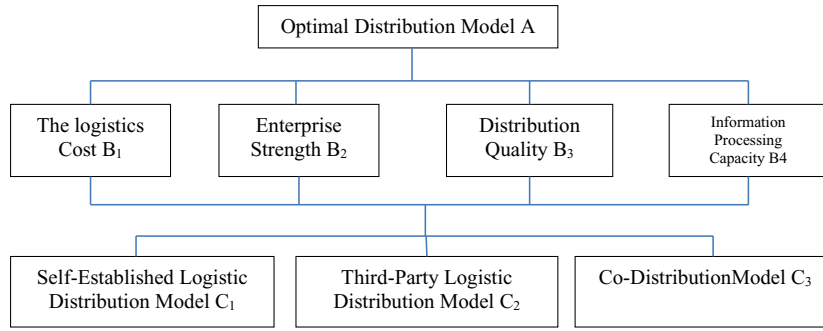 Optimal Distribution Model A
The logistics
Cost B₁
Enterprise
Strength B₂
Distribution
Quality B₃
Information
Processing
Capacity B4
Self-Established Logistic
Distribution Model C₁
Third-Party Logistic
Distribution Model C₂
Co-DistributionModel C₃